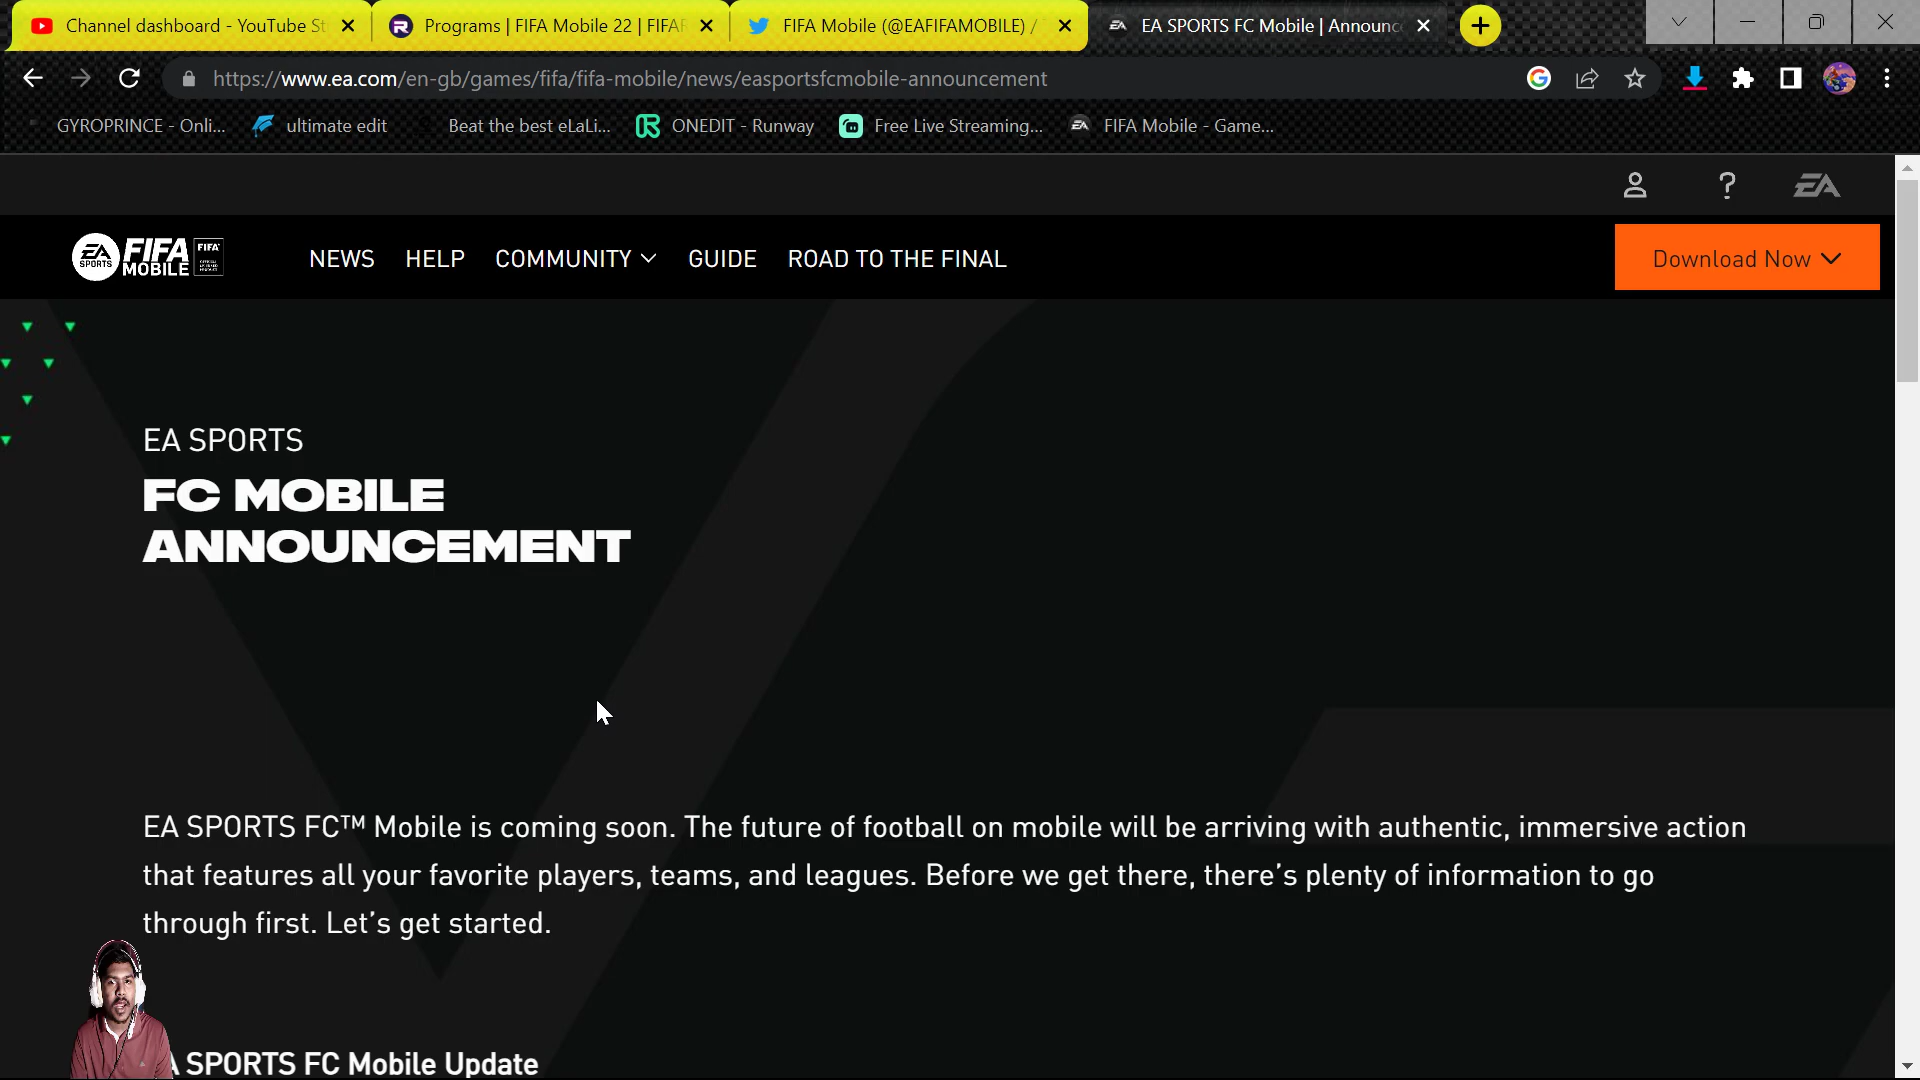 Channel dashboard - YouTube St
Programs | FIFA Mobile 22 | FIFAR
FIFA Mobile (@EAFIFAMOBILE) /
EA SPORTS FC Mobile | Announc
https://www.ea.com/en-gb/games/fifa/fifa-mobile/news/easportsfcmobile-announcement
GYROPRINCE - Onli...
ultimate edit
Beat the best eLaLi...
ONEDIT - Runway
Free Live Streaming...
FIFA Mobile - Game...
EA
EA SPORTS FIFA MOBILE FIFA
NEWS
HELP
COMMUNITY
GUIDE
ROAD TO THE FINAL
Download Now
EA SPORTS
FC MOBILE
ANNOUNCEMENT
EA SPORTS FC™ Mobile is coming soon. The future of football on mobile will be arriving with authentic, immersive action
that features all your favorite players, teams, and leagues. Before we get there, there's plenty of information to go
through first. Let's get started.
A SPORTS FC Mobile Update